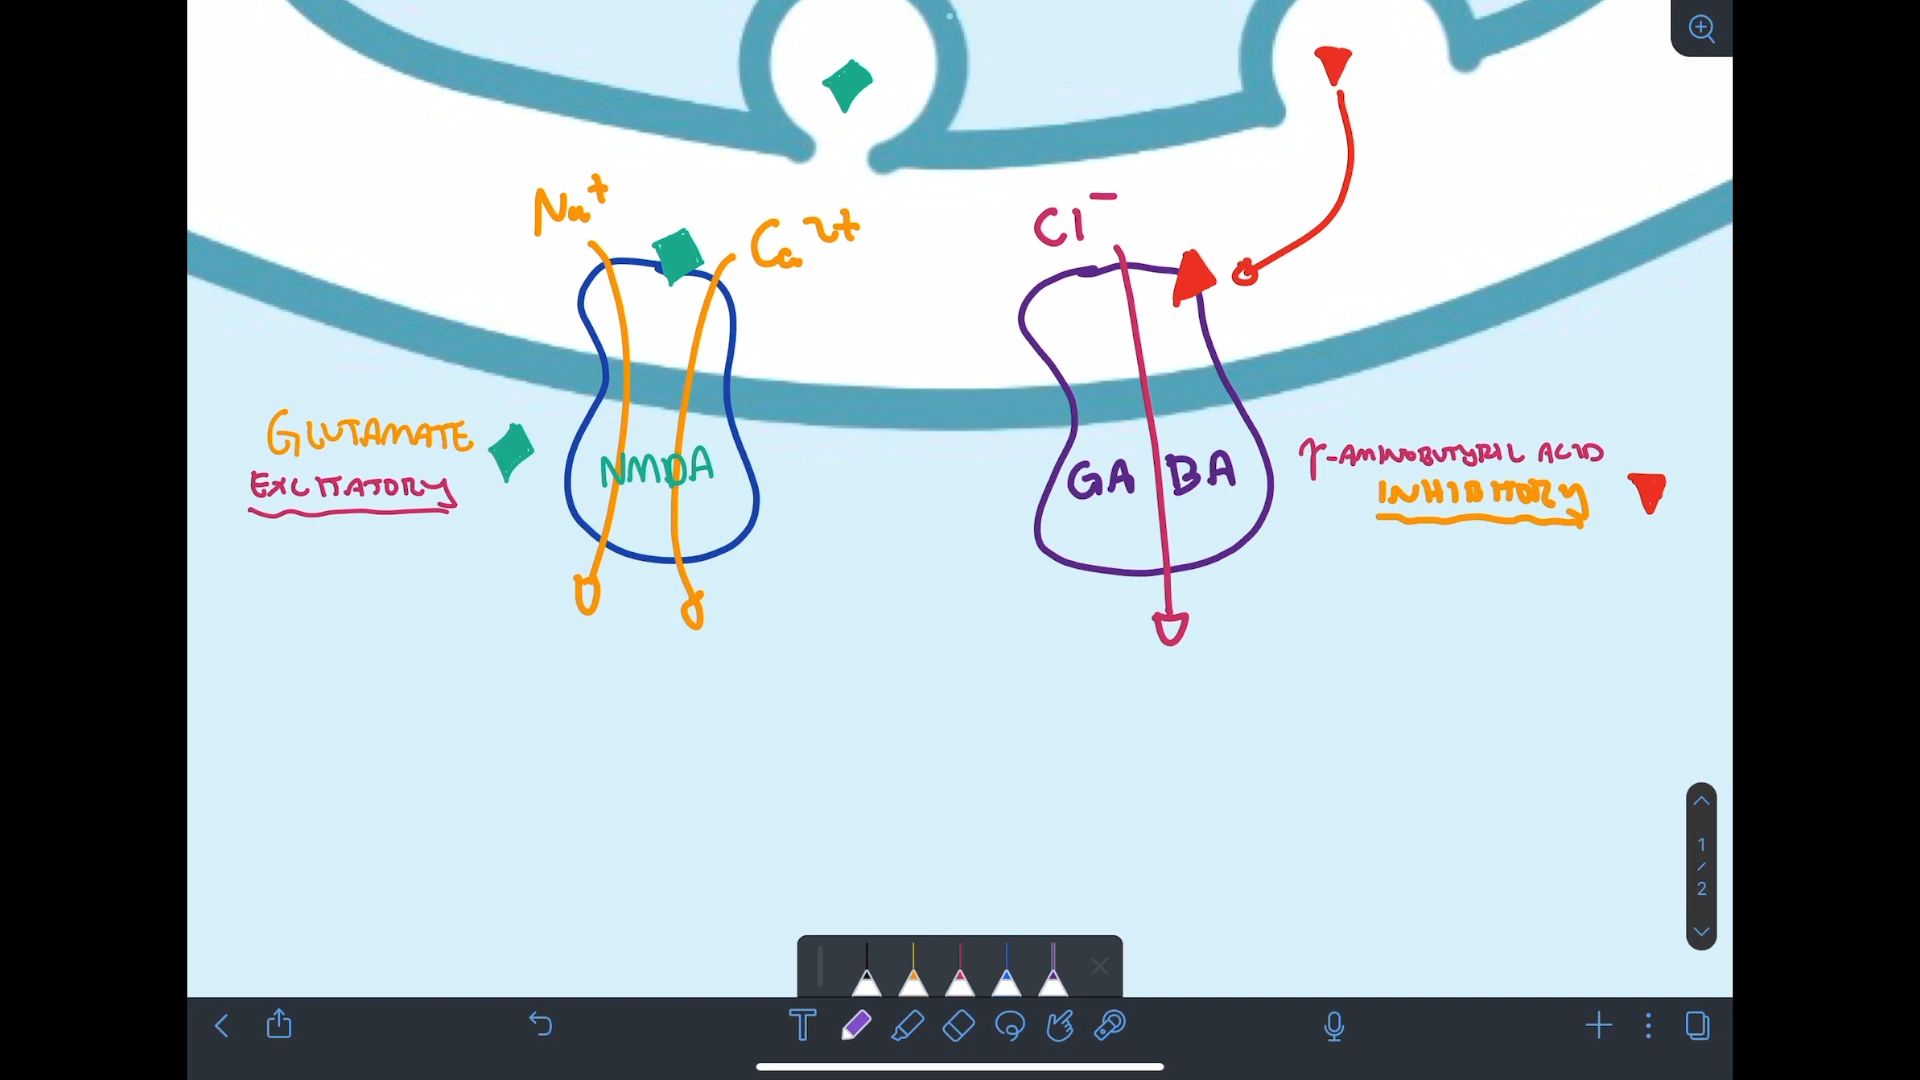 Na+
Ca2+
Cl−
GLUTAMATE
EXCITATORY
NMDA
GABA
γ-AMINOBUTYRIC ACID
INHIBITORY
1
/
2
T